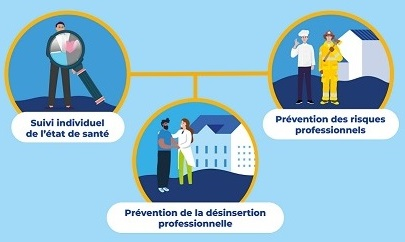 Suivi individuel
de l'état de santé
Prévention des risques
professionnels
Prévention de la désinsertion
professionnelle